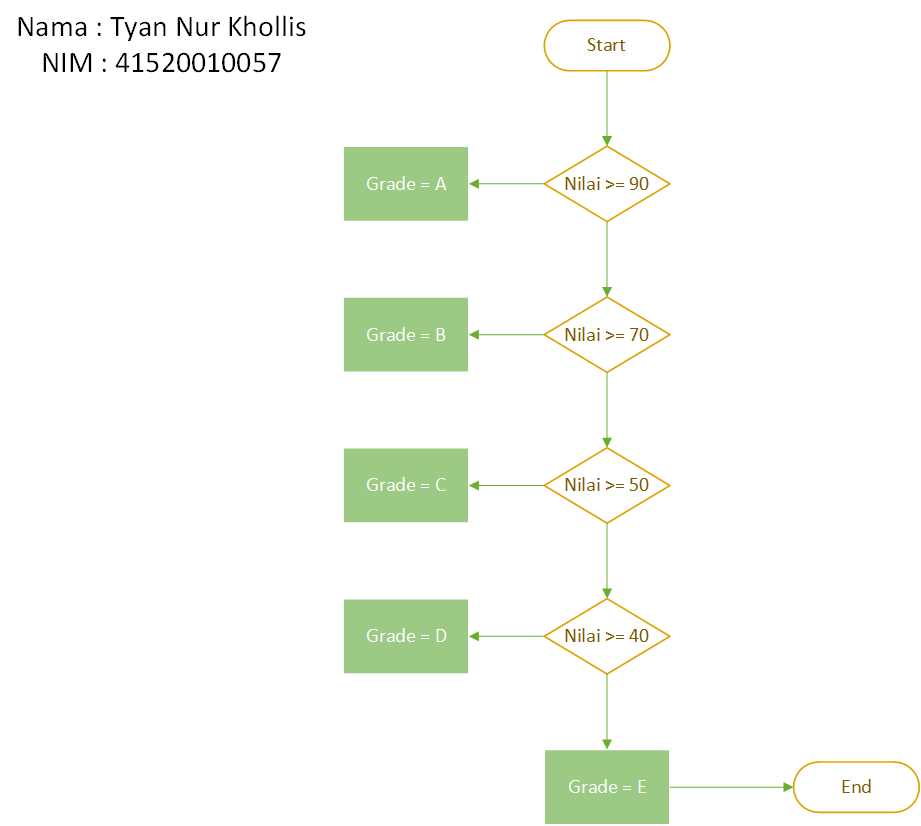 Nama : Tyan Nur Khollis
NIM : 41520010057
Start
Nilai >= 90
Grade = A
Nilai >= 70
Grade = B
Nilai >= 50
Grade = C
Nilai >= 40
Grade = D
Grade = E
End